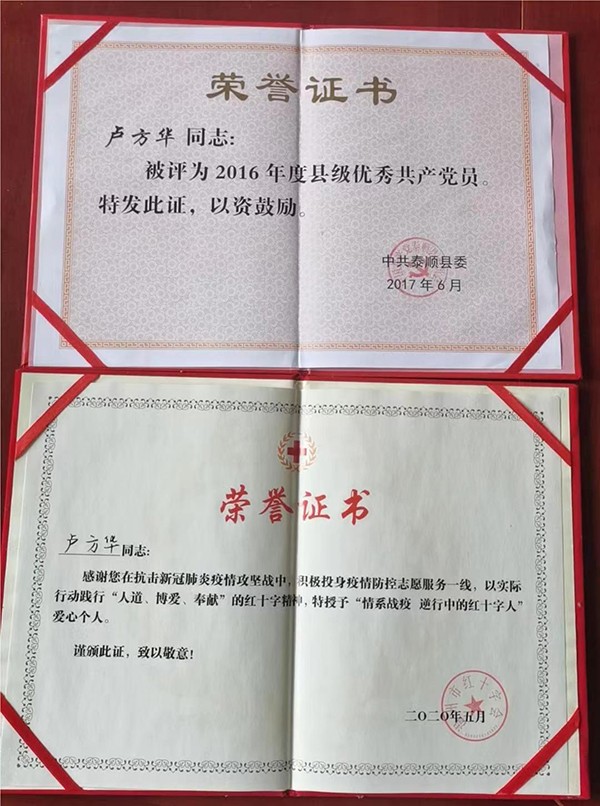 荣誉证书
卢方华 同志:
被评为2016年度县级优秀共产党员。
特发此证，以资鼓励。
中共泰顺县委
2017年6月
荣誉证书
卢方华同志:
感谢您在抗击新冠肺炎疫情攻坚战中，积极投身疫情防控志愿服务一线，以实际
行动践行“人道、博爱、奉献”的红十字精神，特授予“情系战疫 逆行中的红十字人”
爱心个人。
谨颁此证，致以敬意!
市红十字会
二〇二〇年五月